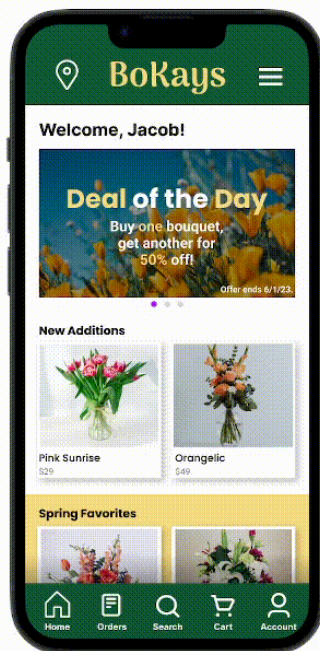 BoKays
Welcome, Jacob!
Deal of the Day
Buy one bouquet,
get another for
50% off!
Offer ends 6/1/23.
New Additions
Pink Sunrise
Orangelic
$29
$49
Spring Favorites
Home
Orders
Search
Cart
Account